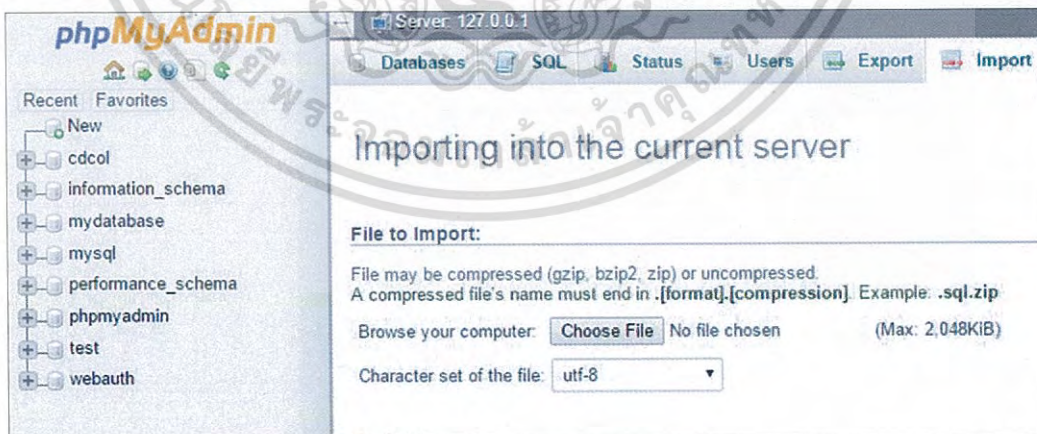 phpMyAdmin
Recent Favorites
New
cdcol
information_schema
mydatabase
mysql
performance_schema
phpmyadmin
test
webauth
Server: 127.0.0.1
Databases SQL Status Users Export Import
Importing into the current server
File to Import:
File may be compressed (gzip, bzip2, zip) or uncompressed.
A compressed file's name must end in .[format].[compression]. Example: .sql.zip
Browse your computer: Choose File No file chosen (Max: 2,048KiB)
Character set of the file: utf-8